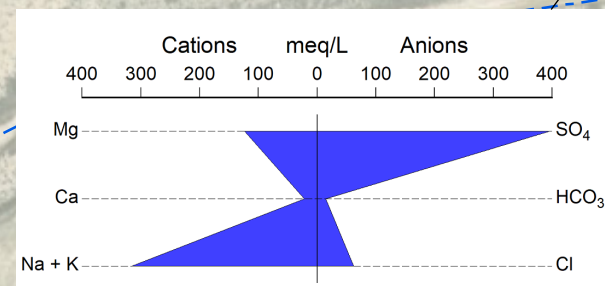 Cations meq/L Anions
400 300 200 100 0 100 200 300 400
Mg SO₄
Ca HCO₃
Na + K Cl